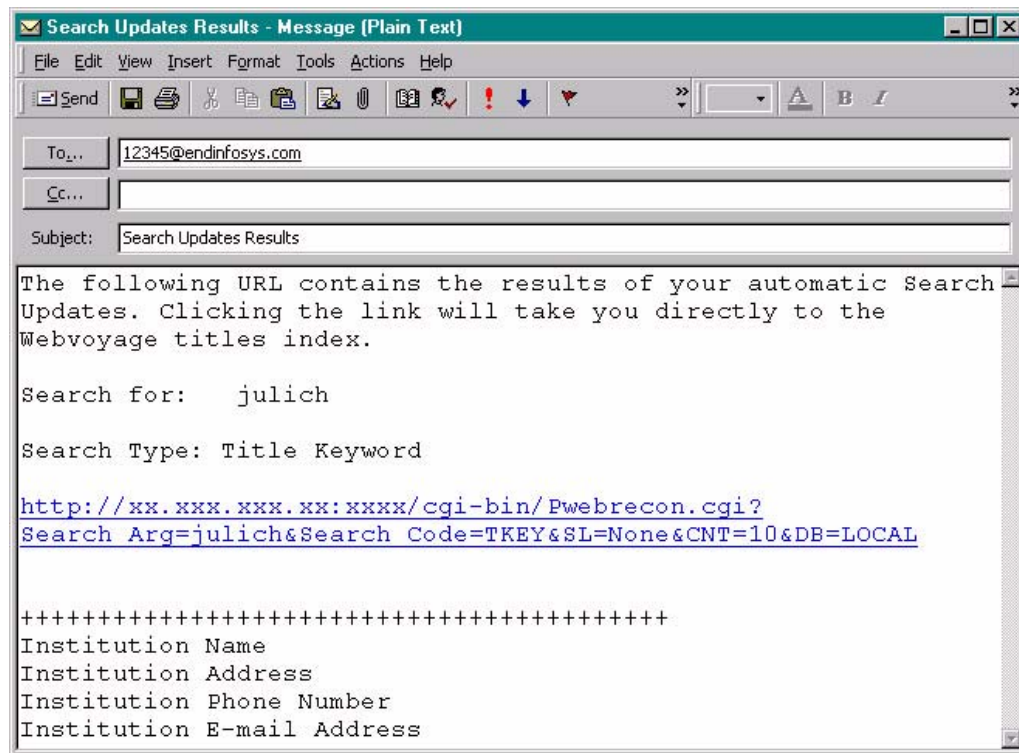 Search Updates Results - Message (Plain Text)
File Edit View Insert Format Tools Actions Help
Send A B I
To... 12345@endinfosys.com
Cc...
Subject: Search Updates Results
The following URL contains the results of your automatic Search
Updates. Clicking the link will take you directly to the
Webvoyage titles index.
Search for: julich
Search Type: Title Keyword
http://xx.xxx.xxx.xx:xxxx/cgi-bin/Pwebrecon.cgi?
Search_Arg=julich&Search_Code=TKEY&SL=None&CNT=10&DB=LOCAL
++++++++++++++++++++++++++++++++++++++++++
Institution Name
Institution Address
Institution Phone Number
Institution E-mail Address